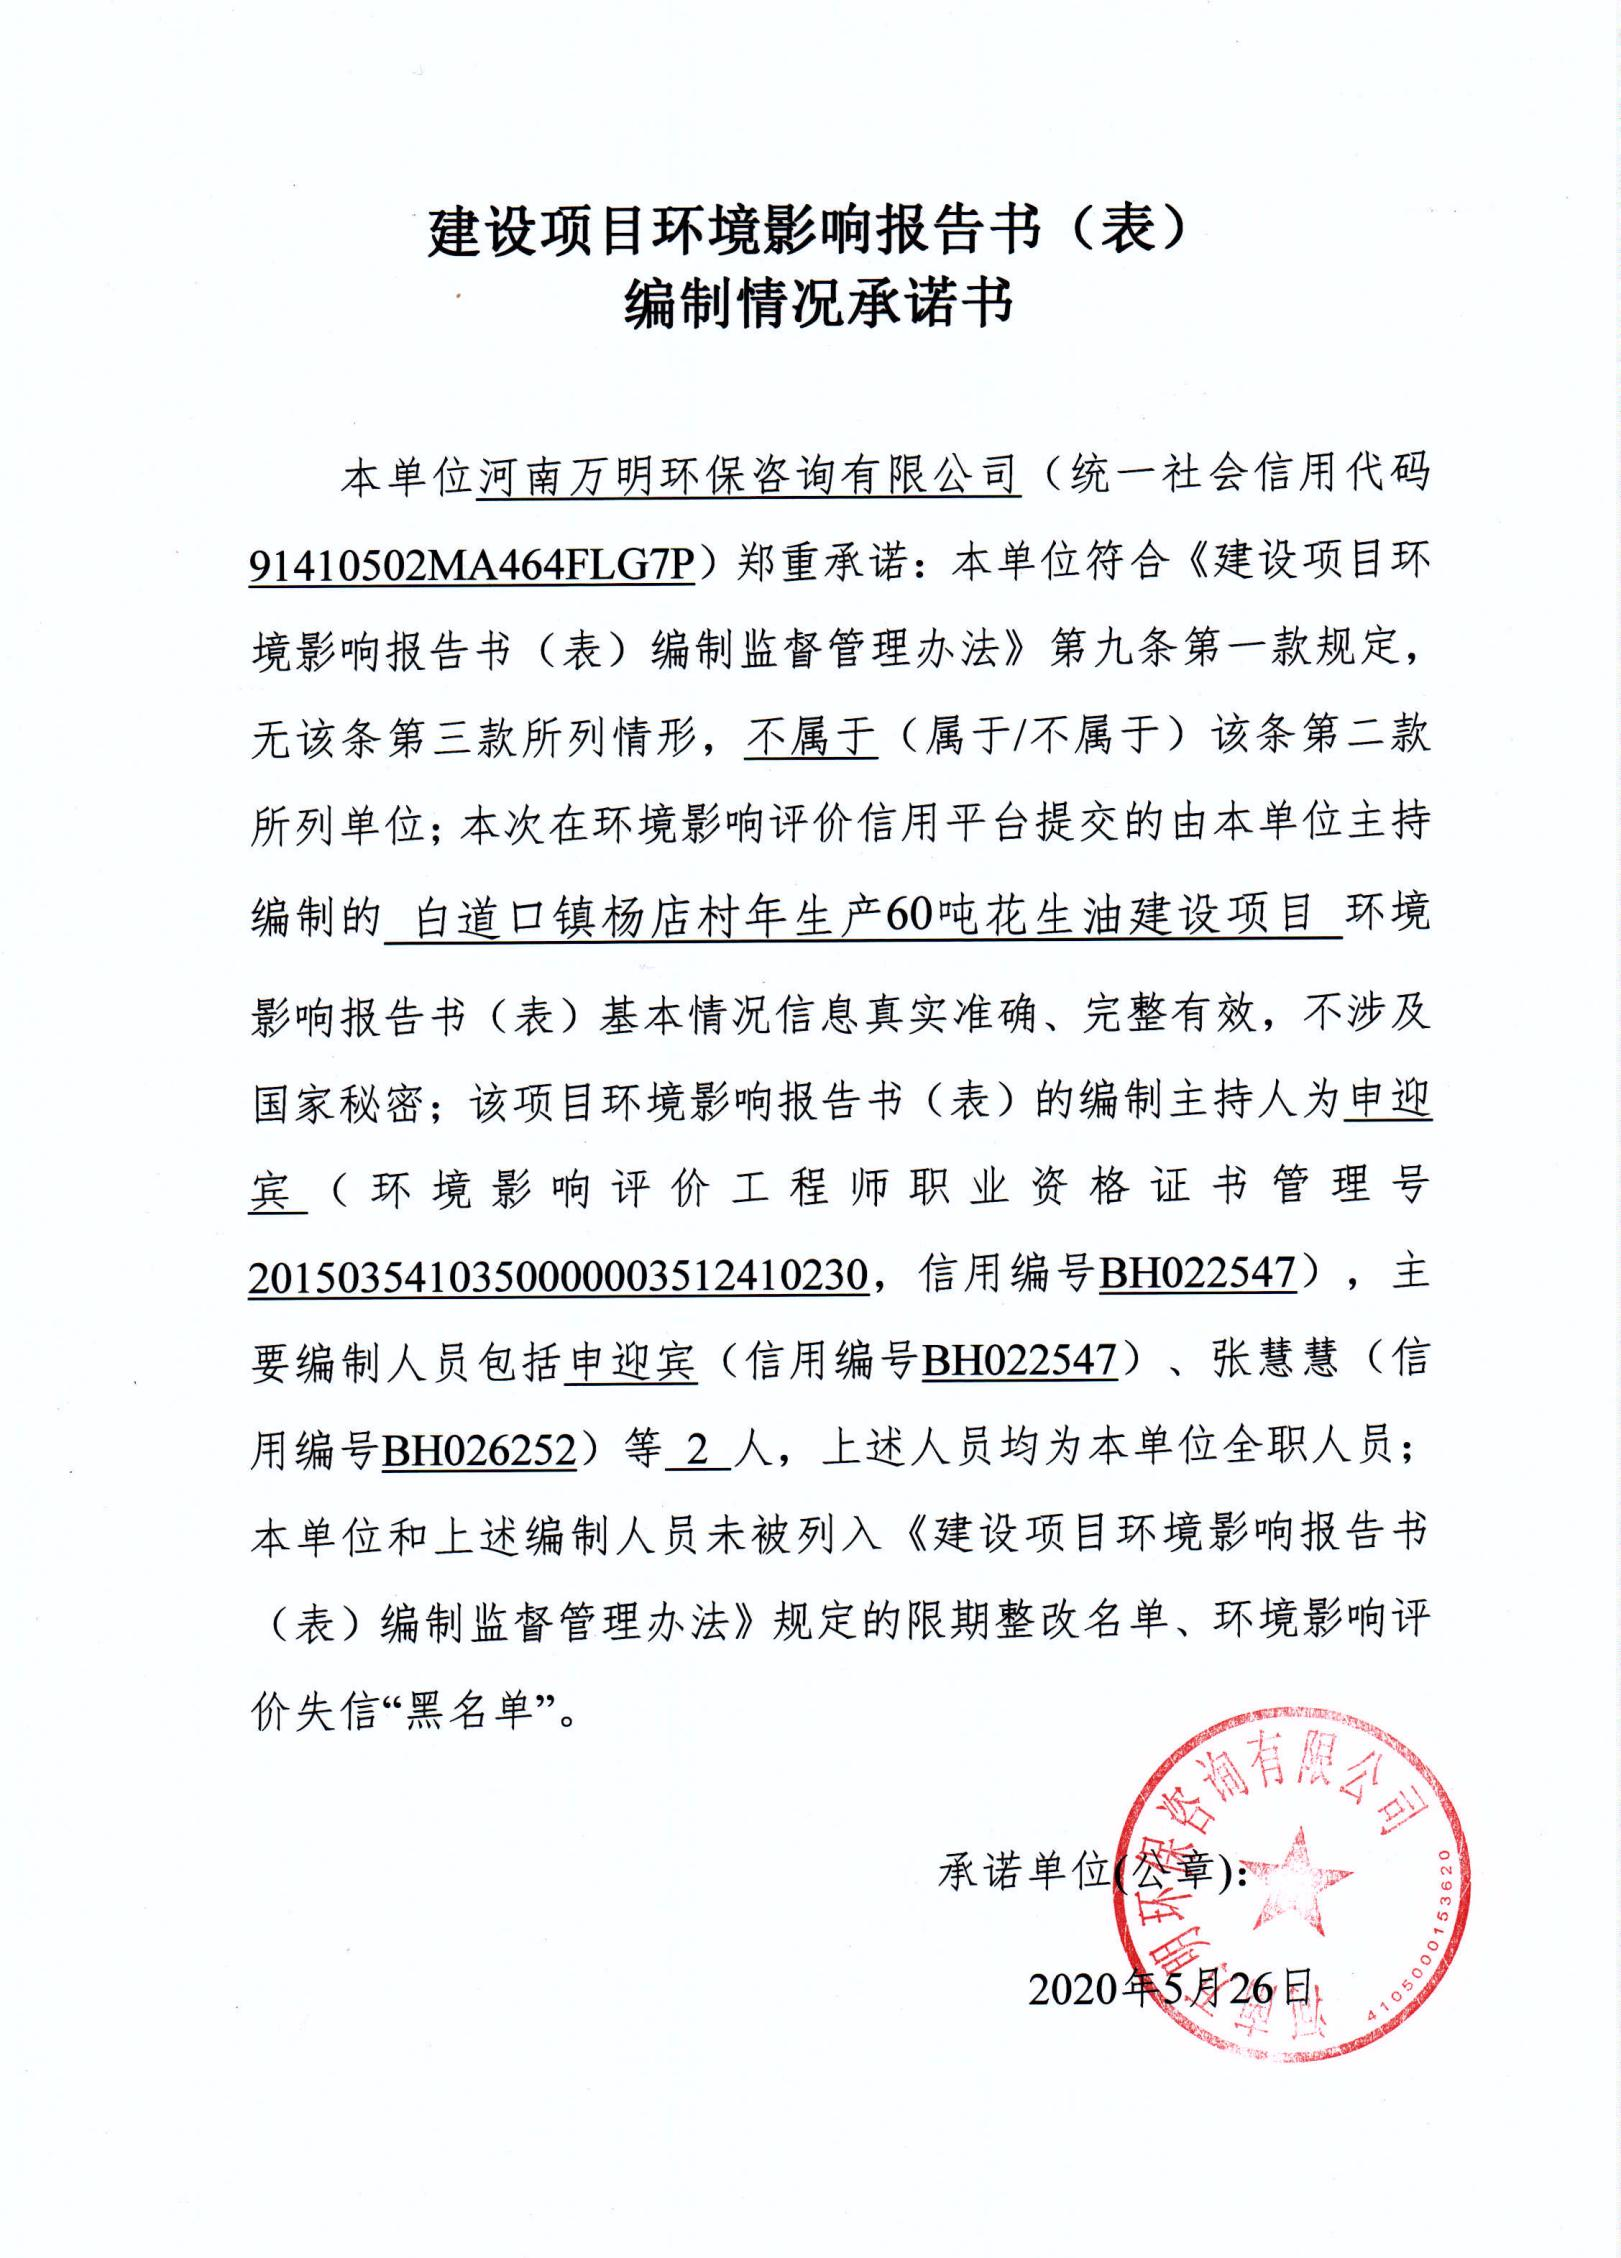 建设项目环境影响报告书（表）
编制情况承诺书
本单位河南万明环保咨询有限公司（统一社会信用代码
91410502MA464FLG7P）郑重承诺：本单位符合《建设项目环
境影响报告书（表）编制监督管理办法》第九条第一款规定，
无该条第三款所列情形，不属于（属于/不属于）该条第二款
所列单位；本次在环境影响评价信用平台提交的由本单位主持
编制的 白道口镇杨店村年生产60吨花生油建设项目 环境
影响报告书（表）基本情况信息真实准确、完整有效，不涉及
国家秘密；该项目环境影响报告书（表）的编制主持人为申迎
宾（环境影响评价工程师职业资格证书管理号
2015035410350000003512410230，信用编号BH022547），主
要编制人员包括申迎宾（信用编号BH022547）、张慧慧（信
用编号BH026252）等 2 人，上述人员均为本单位全职人员；
本单位和上述编制人员未被列入《建设项目环境影响报告书
（表）编制监督管理办法》规定的限期整改名单、环境影响评
价失信“黑名单”。
承诺单位(公章)：
2020年5月26日
河南万明环保咨询有限公司
4105000153620